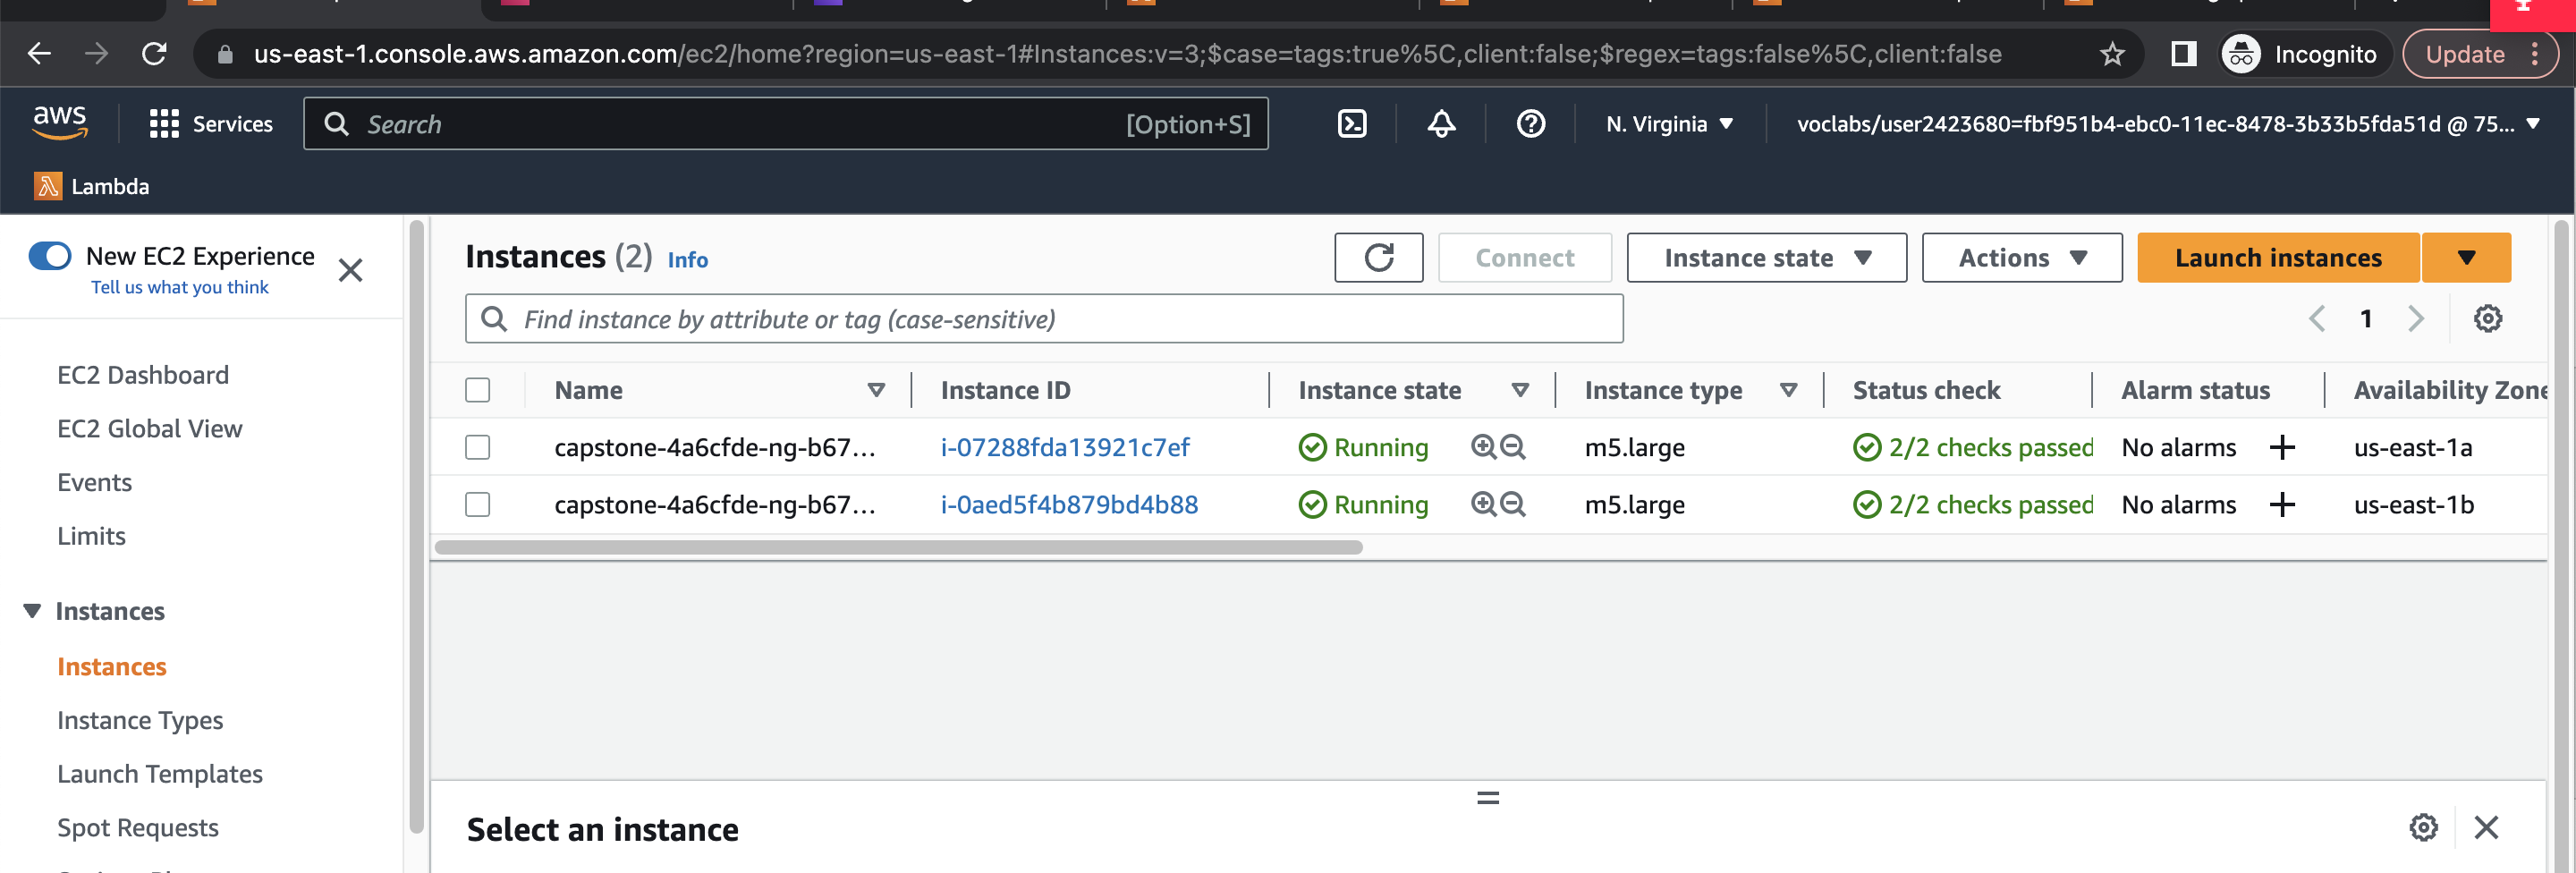 us-east-1.console.aws.amazon.com/ec2/home?region=us-east-1#Instances:v=3;$case=tags:true%5C,client:false;$regex=tags:false%5C,client:false
Incognito
Update
aws
Services
Search
[Option+S]
N. Virginia
voclabs/user2423680=fbf951b4-ebc0-11ec-8478-3b33b5fda51d @ 75...
Lambda
New EC2 Experience
Tell us what you think
EC2 Dashboard
EC2 Global View
Events
Limits
Instances
Instances
Instance Types
Launch Templates
Spot Requests
Instances (2) Info
Connect
Instance state
Actions
Launch instances
Find instance by attribute or tag (case-sensitive)
1
Name Instance ID Instance state Instance type Status check Alarm status Availability Zone
capstone-4a6cfde-ng-b67... i-07288fda13921c7ef Running m5.large 2/2 checks passed No alarms us-east-1a
capstone-4a6cfde-ng-b67... i-0aed5f4b879bd4b88 Running m5.large 2/2 checks passed No alarms us-east-1b
Select an instance